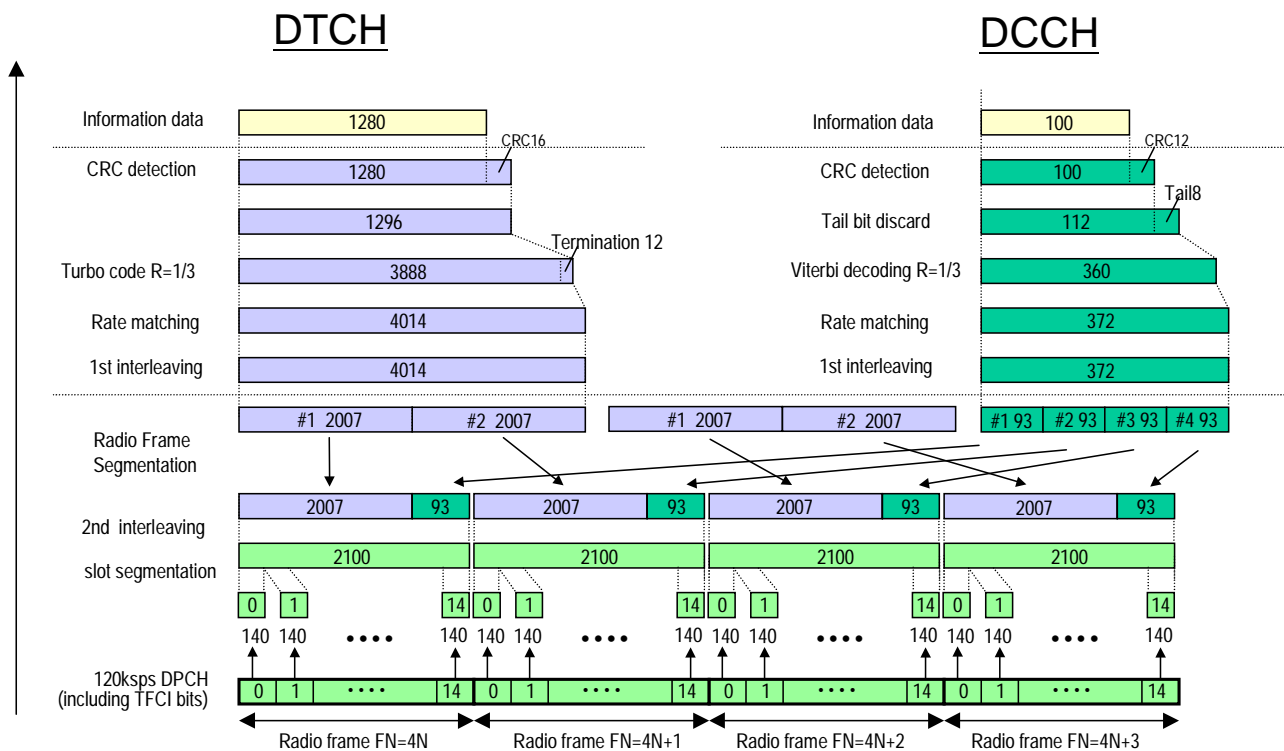 DTCH DCCH
Information data 1280 Information data 100
CRC16 CRC12
CRC detection 1280 CRC detection 100
Tail8
1296 Tail bit discard 112
Termination 12
Turbo code R=1/3 3888 Viterbi decoding R=1/3 360
Rate matching 4014 Rate matching 372
1st interleaving 4014 1st interleaving 372
#1 2007 #2 2007 #1 2007 #2 2007 #1 93 #2 93 #3 93 #4 93
Radio Frame
Segmentation
2007 93 2007 93 2007 93 2007 93
2nd interleaving
2100 2100 2100 2100
slot segmentation
0 1 14 0 1 14 0 1 14 0 1 14
140 140 •••• 140 140 140 •••• 140 140 140 •••• 140 140 140 •••• 140
120ksps DPCH
(including TFCI bits)
0 1 •••• 14 0 1 •••• 14 0 1 •••• 14 0 1 •••• 14
Radio frame FN=4N Radio frame FN=4N+1 Radio frame FN=4N+2 Radio frame FN=4N+3